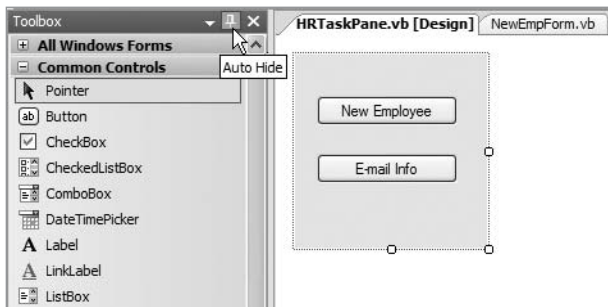 Toolbox
All Windows Forms
Common Controls
Auto Hide
Pointer
ab Button
CheckBox
CheckedListBox
ComboBox
DateTimePicker
A Label
A LinkLabel
ListBox
HRTaskPane.vb [Design] NewEmpForm.vb
New Employee
E-mail Info